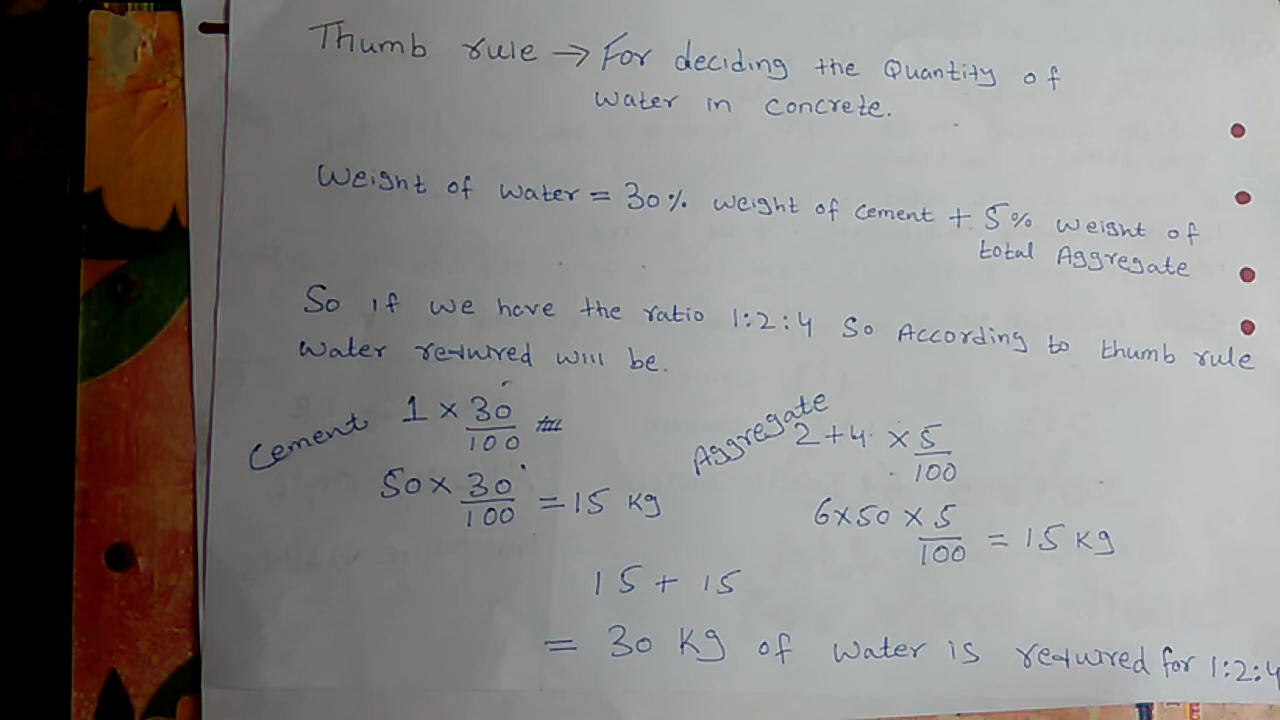 Thumb rule → For deciding the Quantity of
water in concrete.
Weight of water = 30% weight of cement + 5% weight of
total Aggregate
So if we have the ratio 1:2:4 So According to thumb rule
water required will be.
Cement 1 × 30/100
50 × 30/100 = 15 kg
Aggregate 2+4 × 5/100
6×50 × 5/100 = 15 kg
15 + 15
= 30 kg of water is required for 1:2:4